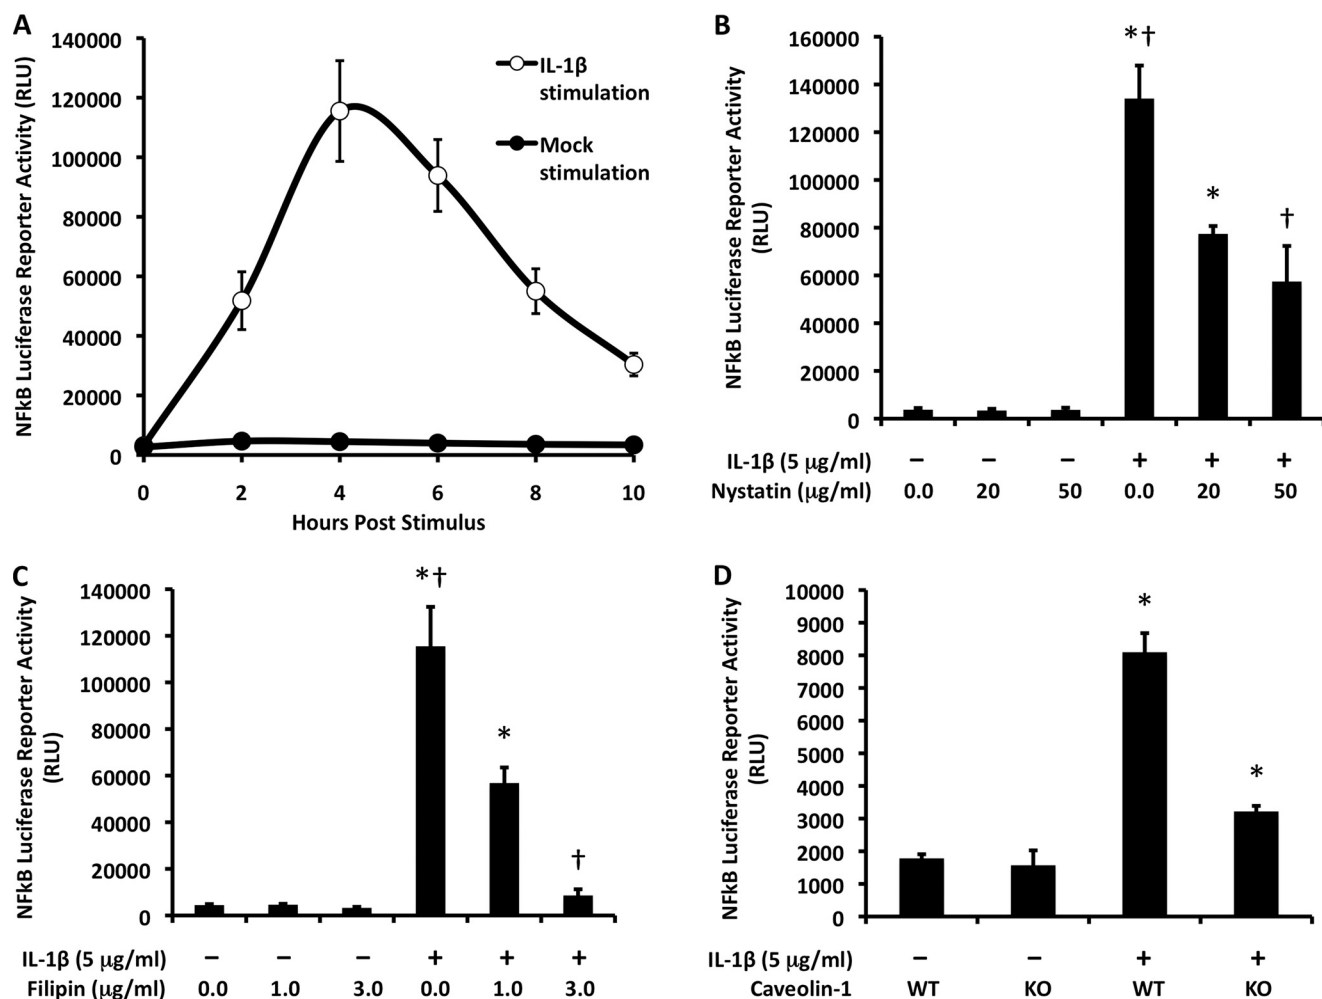 A
NFkB Luciferase Reporter Activity (RLU)
140000
120000
100000
80000
60000
40000
20000
0
0 2 4 6 8 10
Hours Post Stimulus
IL-1β
stimulation
Mock
stimulation
B
NFkB Luciferase Reporter Activity
(RLU)
160000
140000
120000
100000
80000
60000
40000
20000
0
*†
*
†
IL-1β (5 μg/ml) − − − + + +
Nystatin (μg/ml) 0.0 20 50 0.0 20 50
C
NFkB Luciferase Reporter Activity
(RLU)
140000
120000
100000
80000
60000
40000
20000
0
*†
*
†
IL-1β (5 μg/ml) − − − + + +
Filipin (μg/ml) 0.0 1.0 3.0 0.0 1.0 3.0
D
NFkB Luciferase Reporter Activity
(RLU)
10000
9000
8000
7000
6000
5000
4000
3000
2000
1000
0
*
*
IL-1β (5 μg/ml) − − + +
Caveolin-1 WT KO WT KO